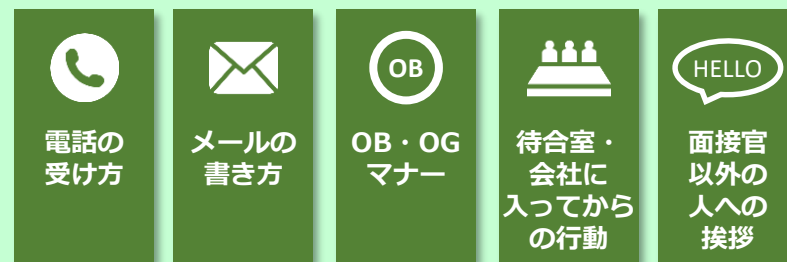 電話の
受け方
メールの
書き方
OB
OB・OG
マナー
待合室・
会社に
入ってから
の行動
HELLO
面接官
以外の
人への
挨拶